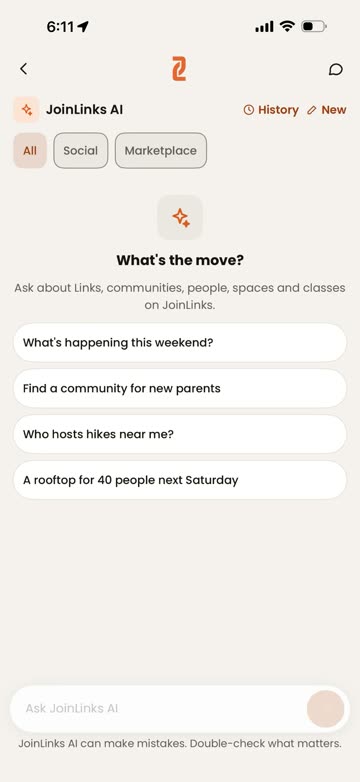 6:11
JoinLinks AI
History
New
All
Social
Marketplace
What's the move?
Ask about Links, communities, people, spaces and classes
on JoinLinks.
What's happening this weekend?
Find a community for new parents
Who hosts hikes near me?
A rooftop for 40 people next Saturday
Ask JoinLinks AI
JoinLinks AI can make mistakes. Double-check what matters.